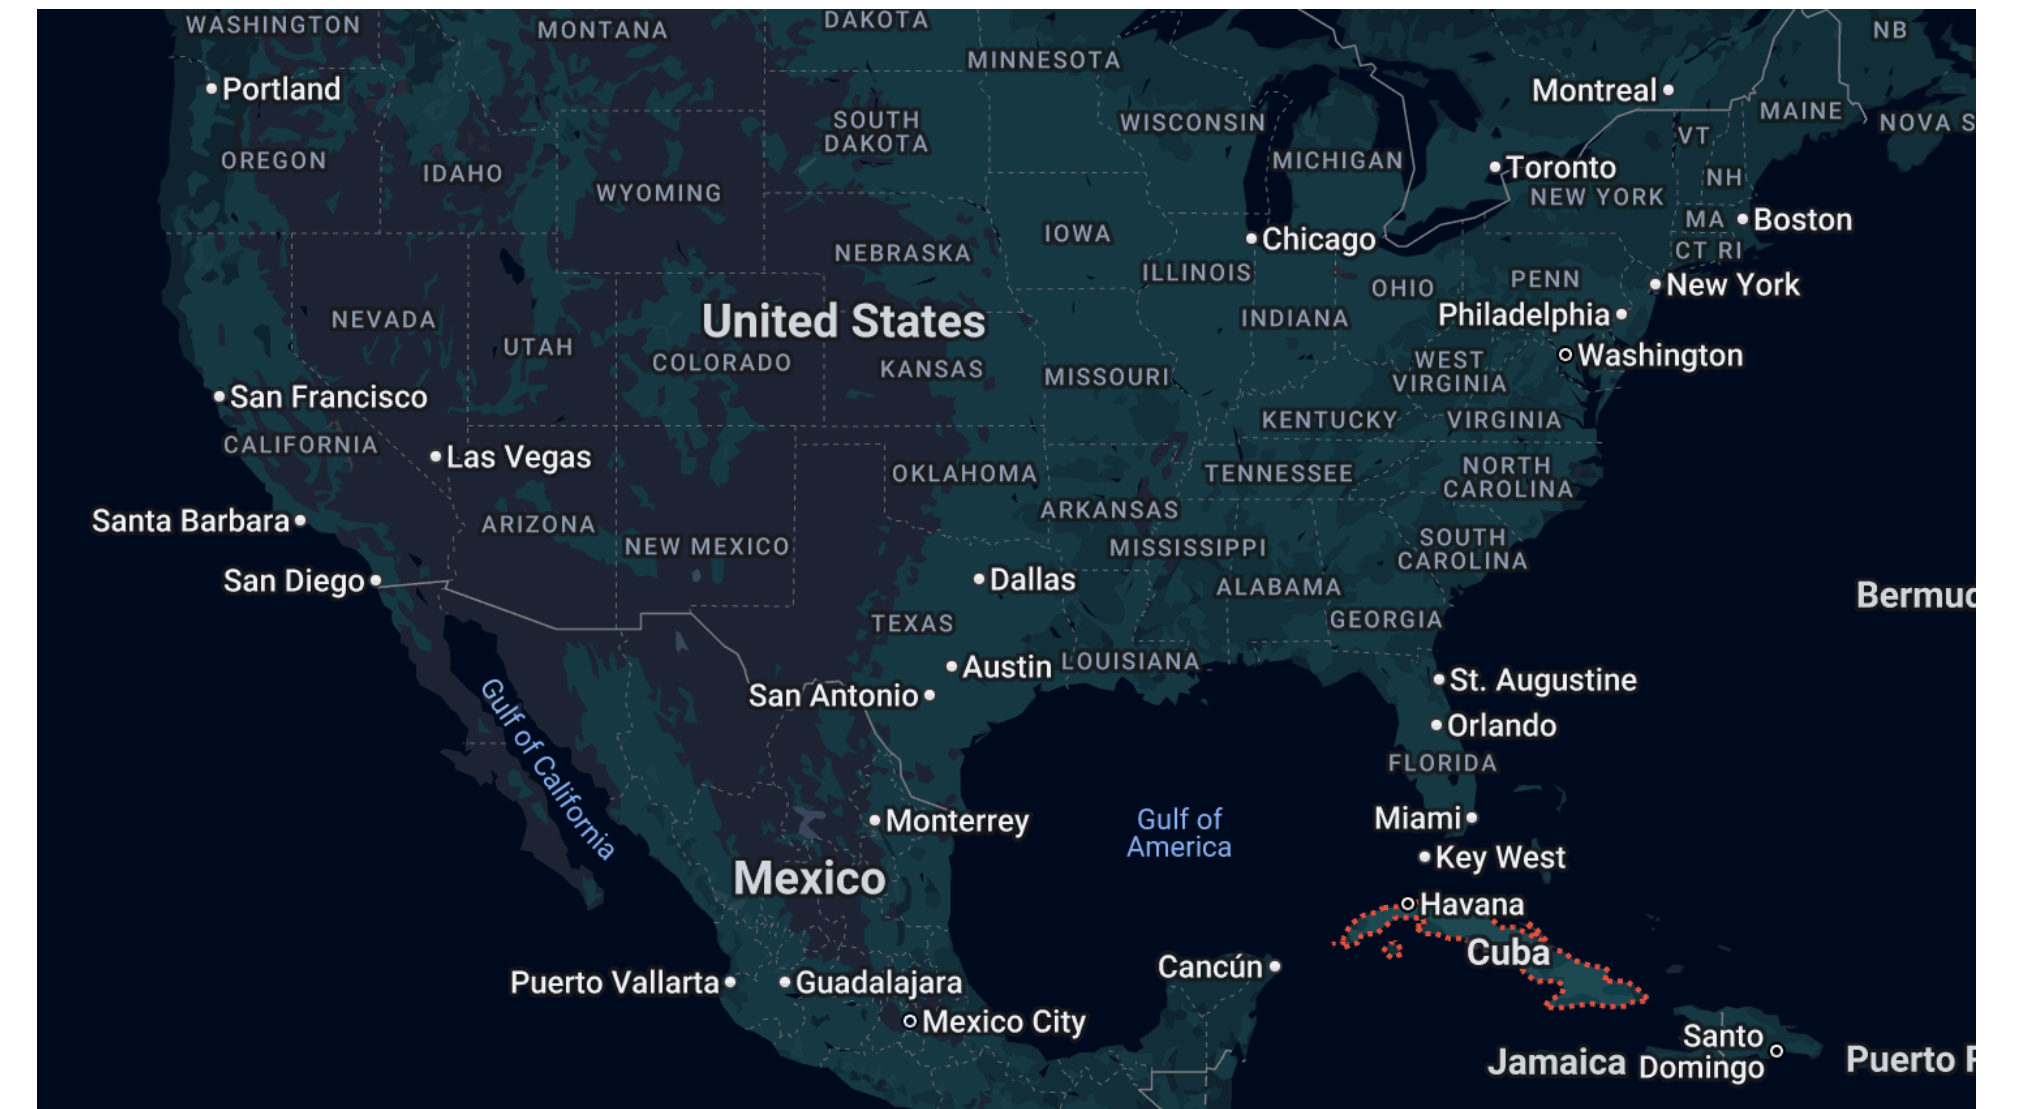 WASHINGTON
MONTANA
DAKOTA
MINNESOTA
NB
Portland
Montreal
MAINE
SOUTH
DAKOTA
WISCONSIN
VT
NOVA S
OREGON
IDAHO
MICHIGAN
Toronto
NH
WYOMING
NEW YORK
MA
Boston
IOWA
Chicago
CT RI
NEBRASKA
ILLINOIS
OHIO
PENN
New York
United States
NEVADA
INDIANA
Philadelphia
UTAH
COLORADO
KANSAS
MISSOURI
WEST
VIRGINIA
Washington
San Francisco
KENTUCKY
VIRGINIA
CALIFORNIA
Las Vegas
OKLAHOMA
TENNESSEE
NORTH
CAROLINA
Santa Barbara
ARIZONA
ARKANSAS
NEW MEXICO
MISSISSIPPI
SOUTH
CAROLINA
San Diego
Dallas
ALABAMA
Bermud
TEXAS
GEORGIA
Austin
LOUISIANA
San Antonio
St. Augustine
Gulf of California
Orlando
FLORIDA
Monterrey
Gulf of
America
Miami
Key West
Mexico
Havana
Cuba
Cancún
Puerto Vallarta
Guadalajara
Mexico City
Santo
Domingo
Jamaica
Puerto R